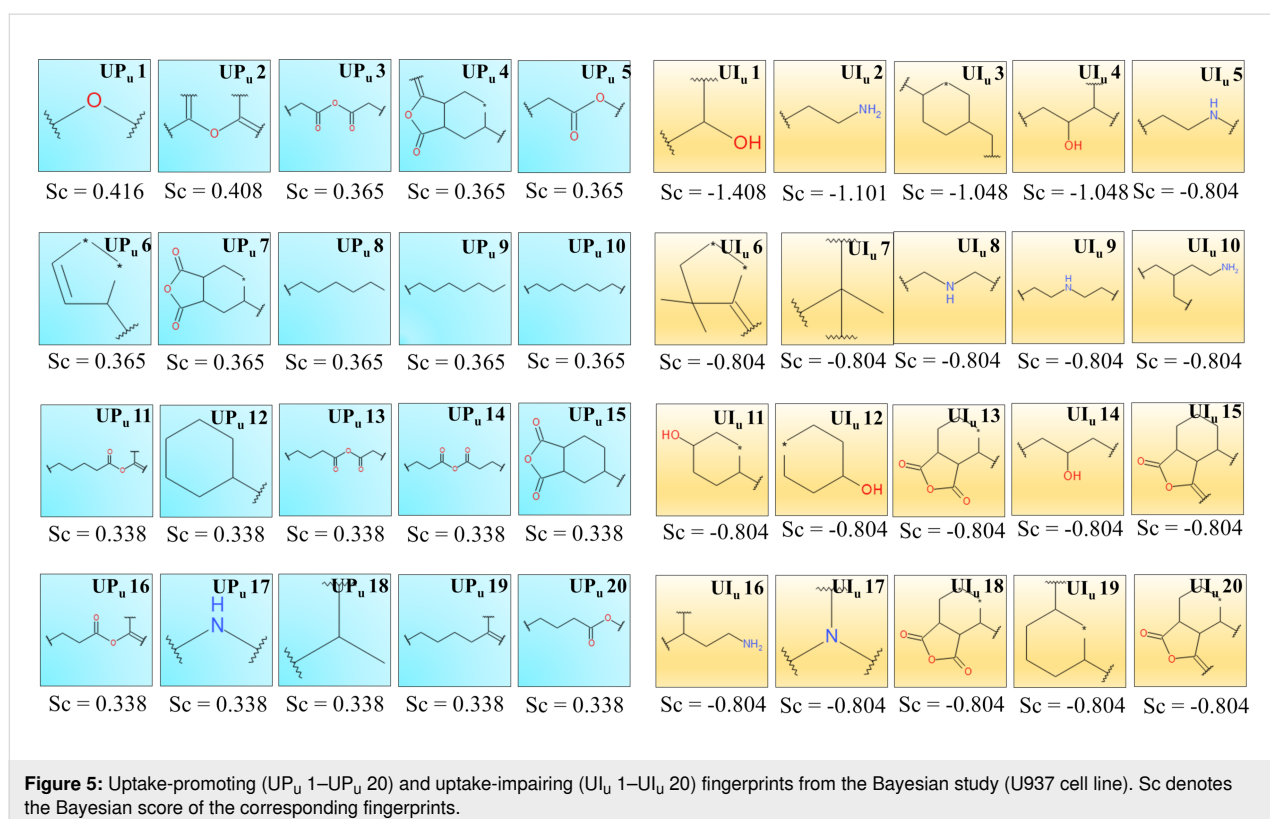 UPu 1 UPu 2 UPu 3 UPu 4 UPu 5 UIu 1 UIu 2 UIu 3 UIu 4 UIu 5
O O O O O O O O O O OH NH2 OH H N
Sc = 0.416 Sc = 0.408 Sc = 0.365 Sc = 0.365 Sc = 0.365 Sc = -1.408 Sc = -1.101 Sc = -1.048 Sc = -1.048 Sc = -0.804
UPu 6 UPu 7 UPu 8 UPu 9 UPu 10 UIu 6 UIu 7 UIu 8 UIu 9 UIu 10
* * O O O * * * N H H N NH2
Sc = 0.365 Sc = 0.365 Sc = 0.365 Sc = 0.365 Sc = 0.365 Sc = -0.804 Sc = -0.804 Sc = -0.804 Sc = -0.804 Sc = -0.804
UPu 11 UPu 12 UPu 13 UPu 14 UPu 15 UIu 11 UIu 12 UIu 13 UIu 14 UIu 15
O O O O O O O O O O O HO * * OH * O O O OH * O O
Sc = 0.338 Sc = 0.338 Sc = 0.338 Sc = 0.338 Sc = 0.338 Sc = -0.804 Sc = -0.804 Sc = -0.804 Sc = -0.804 Sc = -0.804
UPu 16 UPu 17 UPu 18 UPu 19 UPu 20 UIu 16 UIu 17 UIu 18 UIu 19 UIu 20
O O H N O O NH2 N * O O O * * O O
Sc = 0.338 Sc = 0.338 Sc = 0.338 Sc = 0.338 Sc = 0.338 Sc = -0.804 Sc = -0.804 Sc = -0.804 Sc = -0.804 Sc = -0.804
Figure 5: Uptake-promoting (UPu 1–UPu 20) and uptake-impairing (UIu 1–UIu 20) fingerprints from the Bayesian study (U937 cell line). Sc denotes
the Bayesian score of the corresponding fingerprints.